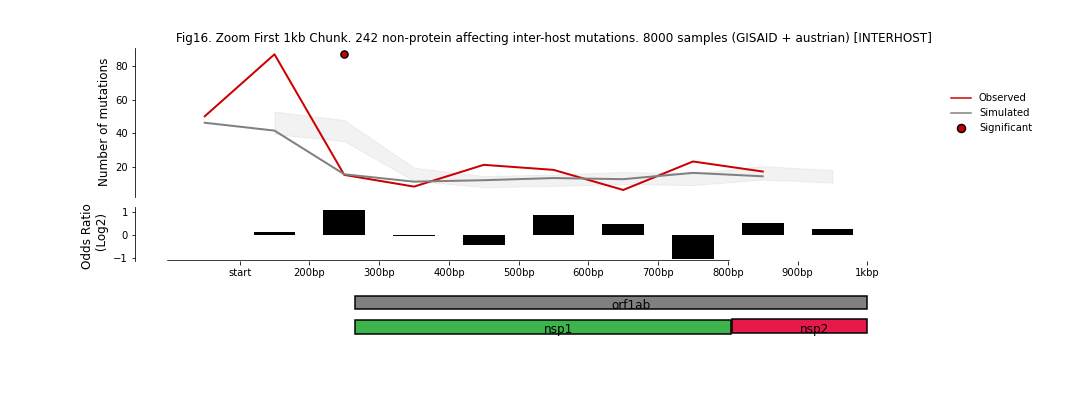 Fig16. Zoom First 1kb Chunk. 242 non-protein affecting inter-host mutations. 8000 samples (GISAID + austrian) [INTERHOST]
Number of mutations
80
60
40
20
Observed
Simulated
Significant
Odds Ratio
(Log2)
1
0
−1
start 200bp 300bp 400bp 500bp 600bp 700bp 800bp 900bp 1kbp
orf1ab
nsp1 nsp2